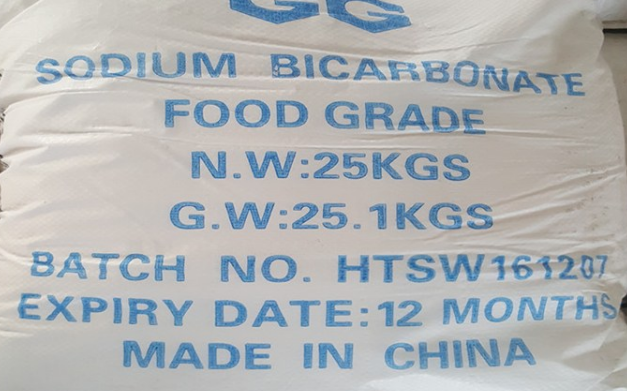 SODIUM BICARBONATE
FOOD GRADE
N.W:25KGS
G.W:25.1KGS
BATCH NO. HTSW161207
EXPIRY DATE:12 MONTHS
MADE IN CHINA